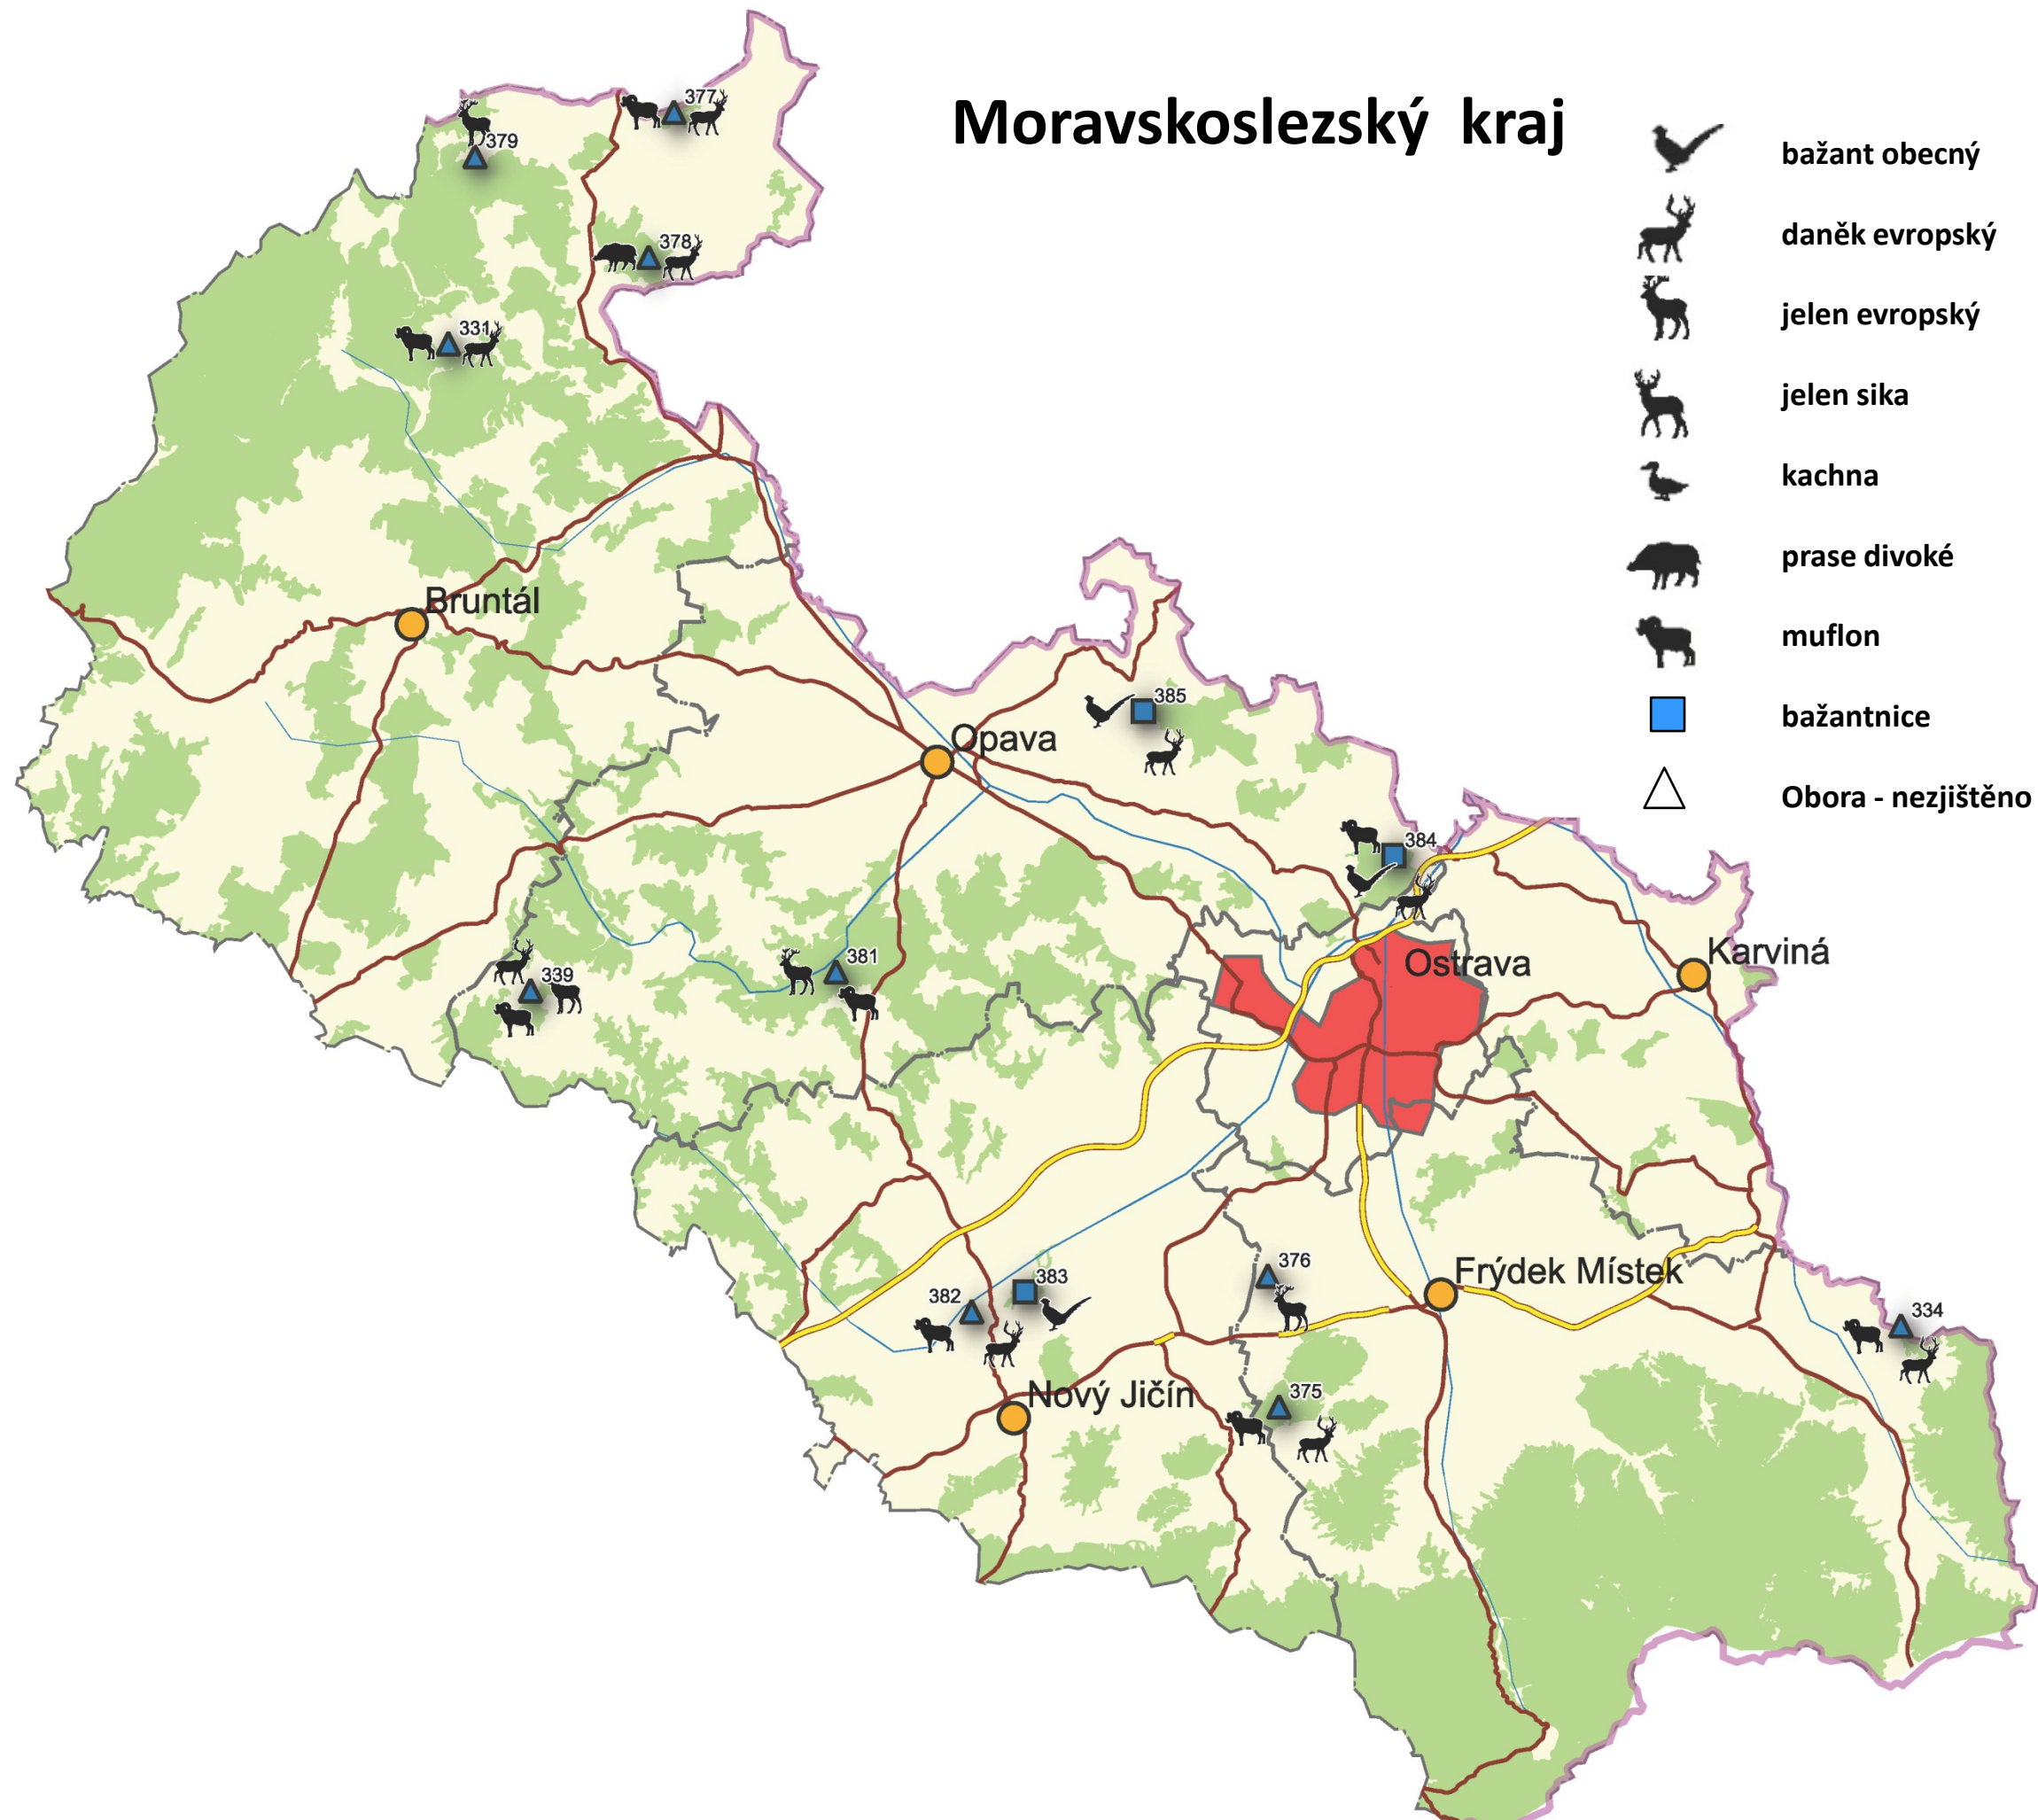 Moravskoslezský kraj
bažant obecný
daněk evropský
jelen evropský
jelen sika
kachna
prase divoké
muflon
bažantnice
Obora - nezjištěno
377
379
378
331
Bruntál
385
Opava
384
Karviná
Ostrava
381
339
376
383
Frýdek Místek
382
334
375
Nový Jičín